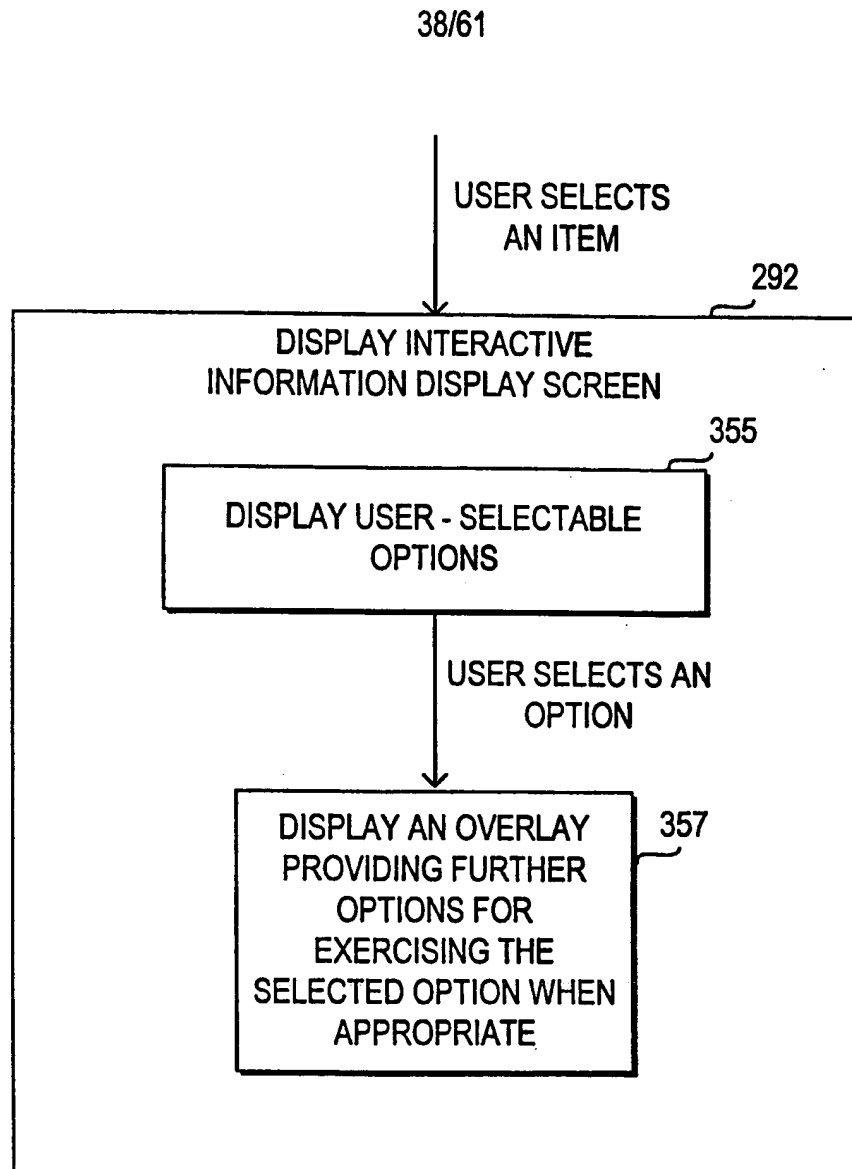 38/61
USER SELECTS
AN ITEM
292
DISPLAY INTERACTIVE
INFORMATION DISPLAY SCREEN
355
DISPLAY USER - SELECTABLE
OPTIONS
USER SELECTS AN
OPTION
DISPLAY AN OVERLAY
PROVIDING FURTHER
OPTIONS FOR
EXERCISING THE
SELECTED OPTION WHEN
APPROPRIATE
357